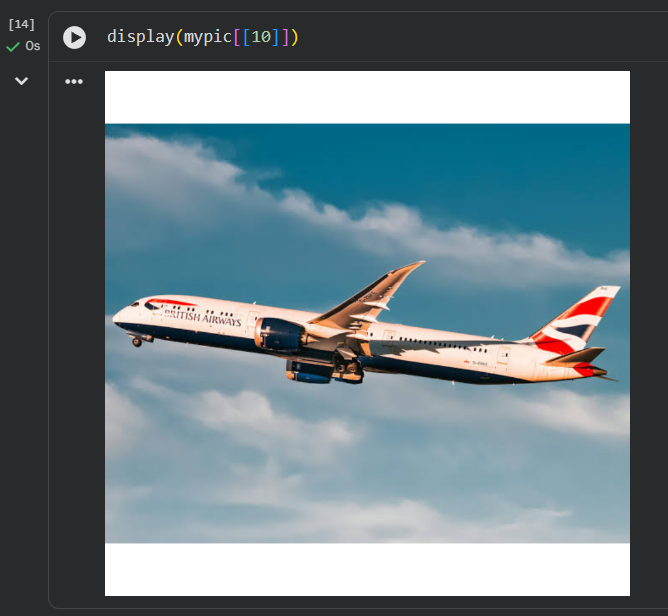 [14]
0s
display(mypic[[10]])
BRITISH AIRWAYS